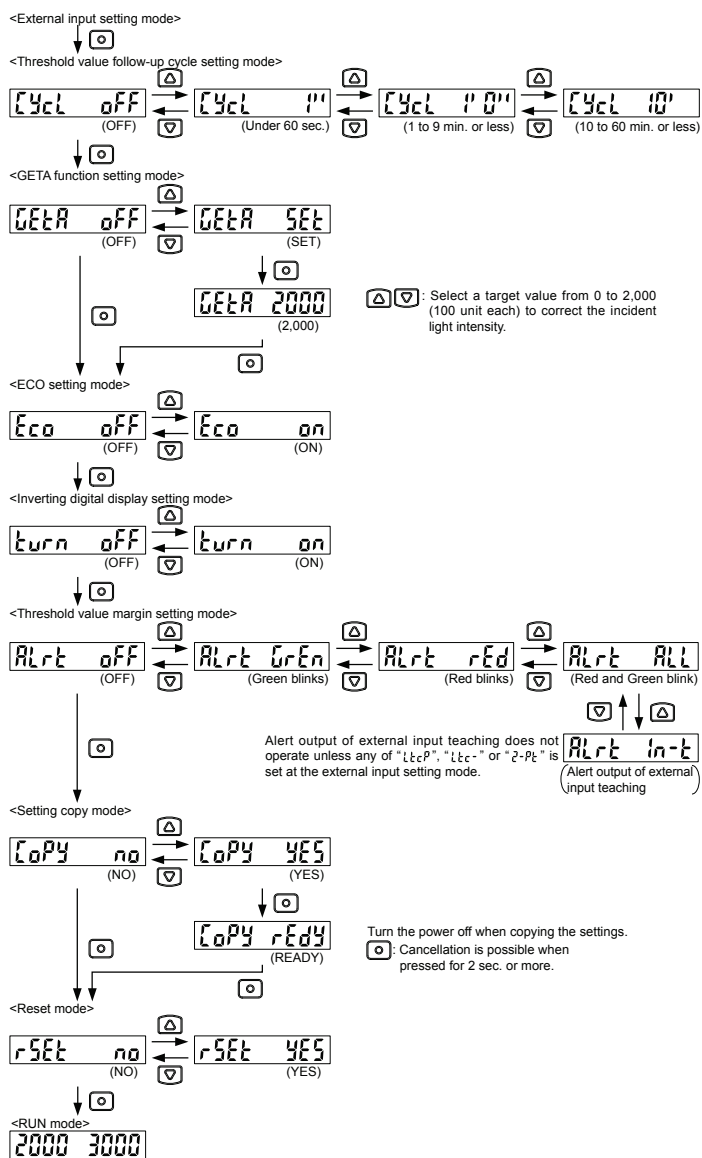 <External input setting mode>
<Threshold value follow-up cycle setting mode>
CYcL oFF
CYcL 1''
CYcL 1' 0''
CYcL 10'
(OFF)
(Under 60 sec.)
(1 to 9 min. or less)
(10 to 60 min. or less)
<GETA function setting mode>
GEtA oFF
GEtA SEt
(OFF)
(SET)
GEtA 2000
(2,000)
: Select a target value from 0 to 2,000
(100 unit each) to correct the incident
light intensity.
<ECO setting mode>
Eco oFF
Eco on
(OFF)
(ON)
<Inverting digital display setting mode>
turn oFF
turn on
(OFF)
(ON)
<Threshold value margin setting mode>
ALrt oFF
ALrt GrEn
ALrt rEd
ALrt ALL
(OFF)
(Green blinks)
(Red blinks)
(Red and Green blink)
Alert output of external input teaching does not
operate unless any of “LtcP”, “Ltc-” or “2-Pt” is
set at the external input setting mode.
ALrt in-t
(Alert output of external
input teaching)
<Setting copy mode>
CoPY no
CoPY YES
(NO)
(YES)
CoPY rEdY
(READY)
Turn the power off when copying the settings.
: Cancellation is possible when
pressed for 2 sec. or more.
<Reset mode>
rSEt no
rSEt YES
(NO)
(YES)
<RUN mode>
2000 3000